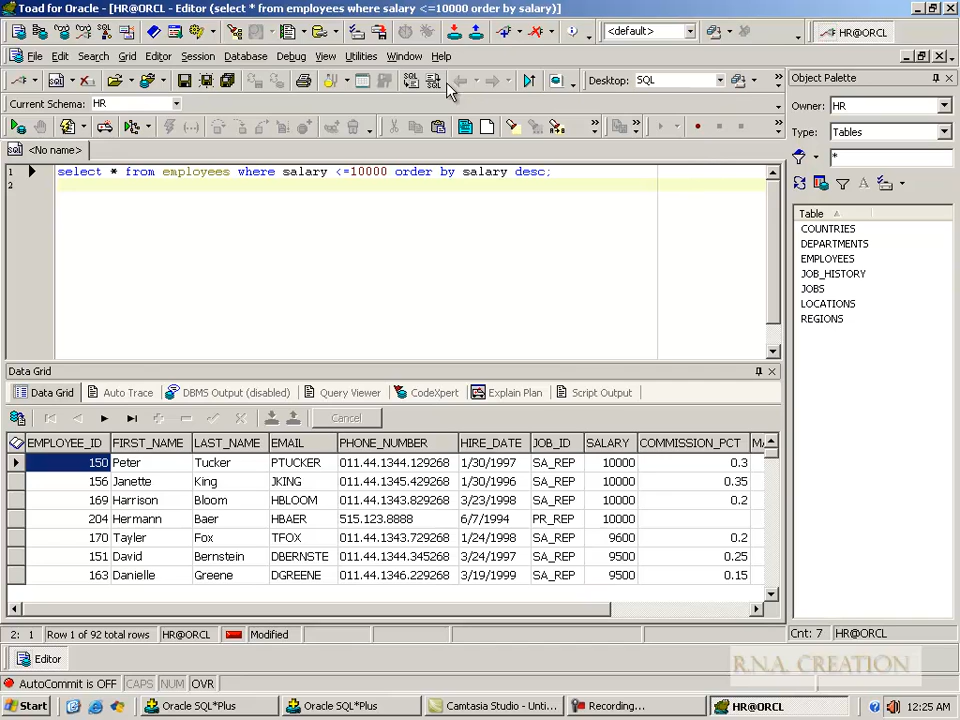 Toad for Oracle - [HR@ORCL - Editor (select * from employees where salary <=10000 order by salary)]
<default> HR@ORCL
File Edit Search Grid Editor Session Database Debug View Utilities Window Help
SQL Desktop: SQL Object Palette
Current Schema: HR Owner: HR
Type: Tables
<No name> *
1 select * from employees where salary <=10000 order by salary desc;
2
Table
COUNTRIES
DEPARTMENTS
EMPLOYEES
JOB_HISTORY
JOBS
LOCATIONS
REGIONS
Data Grid
Data Grid Auto Trace DBMS Output (disabled) Query Viewer CodeXpert Explain Plan Script Output
Cancel
EMPLOYEE_ID FIRST_NAME LAST_NAME EMAIL PHONE_NUMBER HIRE_DATE JOB_ID SALARY COMMISSION_PCT
150 Peter Tucker PTUCKER 011.44.1344.129268 1/30/1997 SA_REP 10000 0.3
156 Janette King JKING 011.44.1345.429268 1/30/1996 SA_REP 10000 0.35
169 Harrison Bloom HBLOOM 011.44.1343.829268 3/23/1998 SA_REP 10000 0.2
204 Hermann Baer HBAER 515.123.8888 6/7/1994 PR_REP 10000
170 Tayler Fox TFOX 011.44.1343.729268 1/24/1998 SA_REP 9600 0.2
151 David Bernstein DBERNSTE 011.44.1344.345268 3/24/1997 SA_REP 9500 0.25
163 Danielle Greene DGREENE 011.44.1346.229268 3/19/1999 SA_REP 9500 0.15
2: 1 Row 1 of 92 total rows HR@ORCL Modified Cnt: 7 HR@ORCL
Editor
R.N.A. CREATION
AutoCommit is OFF CAPS NUM OVR
Start Oracle SQL*Plus Oracle SQL*Plus Camtasia Studio - Unti... Recording... HR@ORCL 12:25 AM